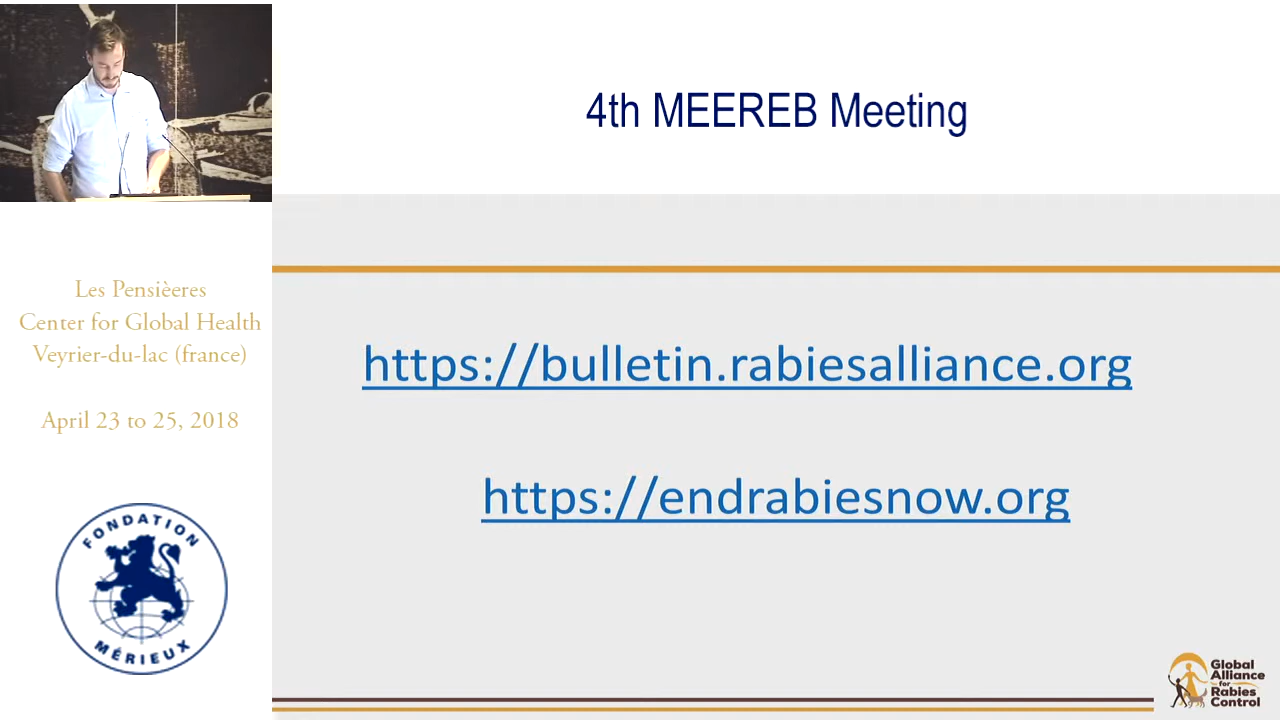 4th MEEREB Meeting
Les Pensièeres
Center for Global Health
Veyrier-du-lac (france)
April 23 to 25, 2018
FONDATION
MÉRIEUX
https://bulletin.rabiesalliance.org
https://endrabiesnow.org
Global
Alliance
for
Rabies
Control